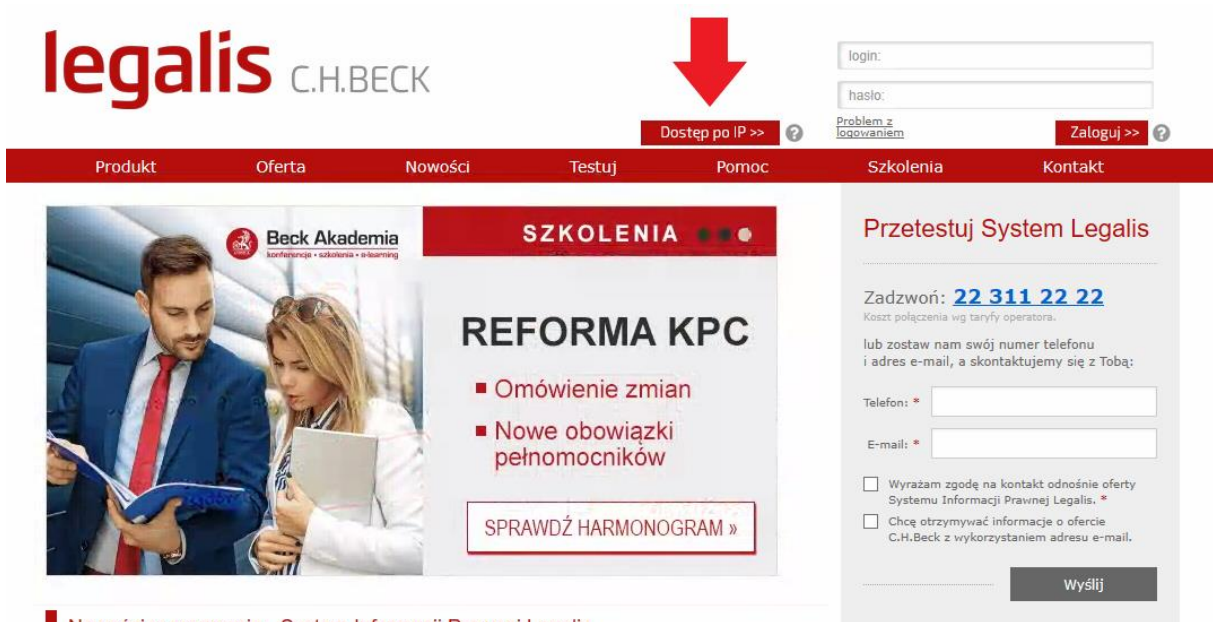 legalis C.H.BECK
login:
hasło:
Dostęp po IP >>
?
Problem z
logowaniem
Zaloguj >>
?
Produkt Oferta Nowości Testuj Pomoc Szkolenia Kontakt
Beck Akademia
konferencje • szkolenia • e-learning
SZKOLENIA
REFORMA KPC
Omówienie zmian
Nowe obowiązki
pełnomocników
SPRAWDŹ HARMONOGRAM »
Przetestuj System Legalis
Zadzwoń: 22 311 22 22
Koszt połączenia wg taryfy operatora.
lub zostaw nam swój numer telefonu
i adres e-mail, a skontaktujemy się z Tobą:
Telefon: *
E-mail: *
Wyrażam zgodę na kontakt odnośnie oferty
Systemu Informacji Prawnej Legalis. *
Chcę otrzymywać informacje o ofercie
C.H.Beck z wykorzystaniem adresu e-mail.
Wyślij